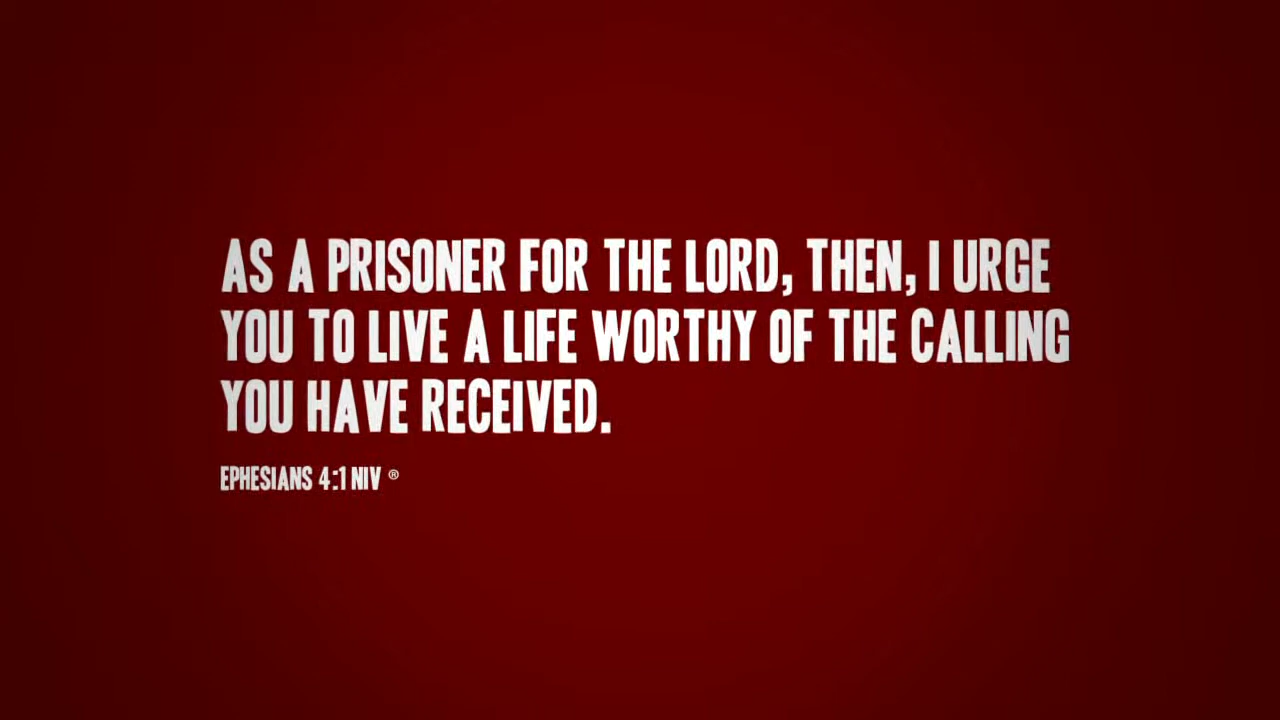 AS A PRISONER FOR THE LORD, THEN, I URGE
YOU TO LIVE A LIFE WORTHY OF THE CALLING
YOU HAVE RECEIVED.
EPHESIANS 4:1 NIV ®